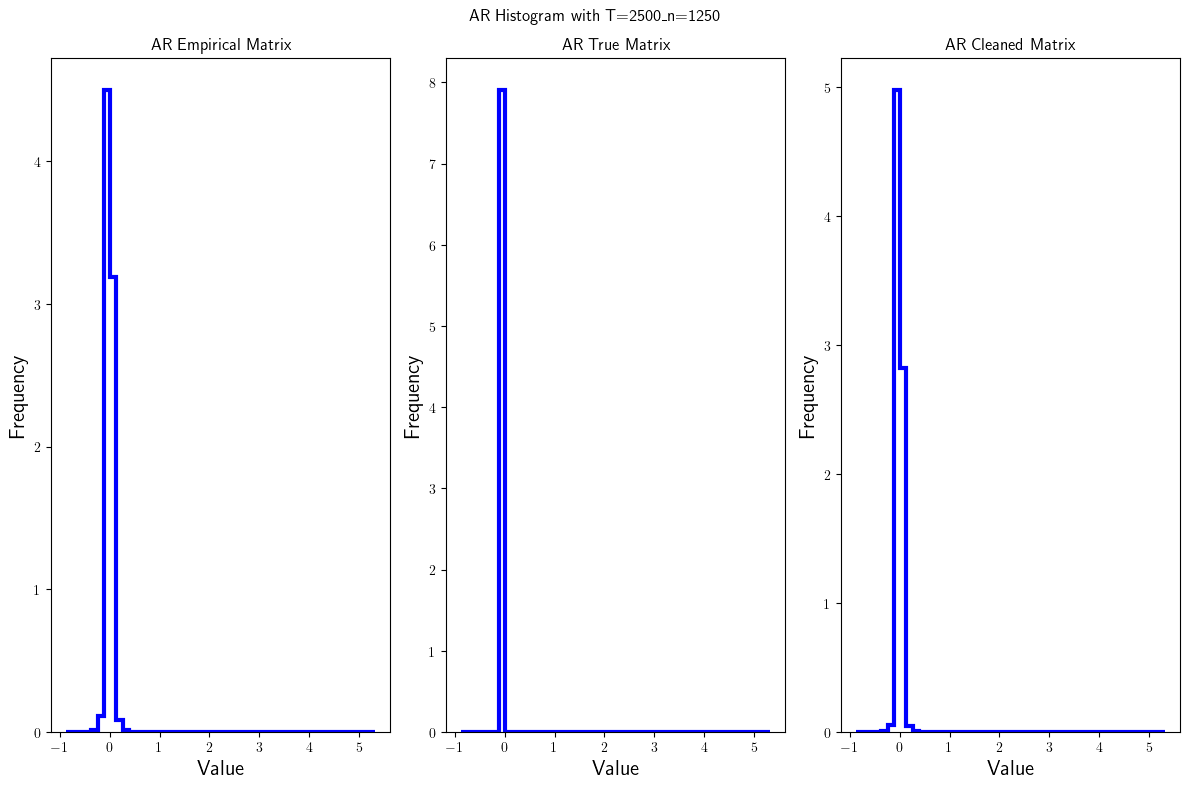 AR Histogram with T=2500_n=1250
AR Empirical Matrix
AR True Matrix
AR Cleaned Matrix
Frequency
4
3
2
1
0
−1 0 1 2 3 4 5
Value
Frequency
8
7
6
5
4
3
2
1
0
−1 0 1 2 3 4 5
Value
Frequency
5
4
3
2
1
0
−1 0 1 2 3 4 5
Value